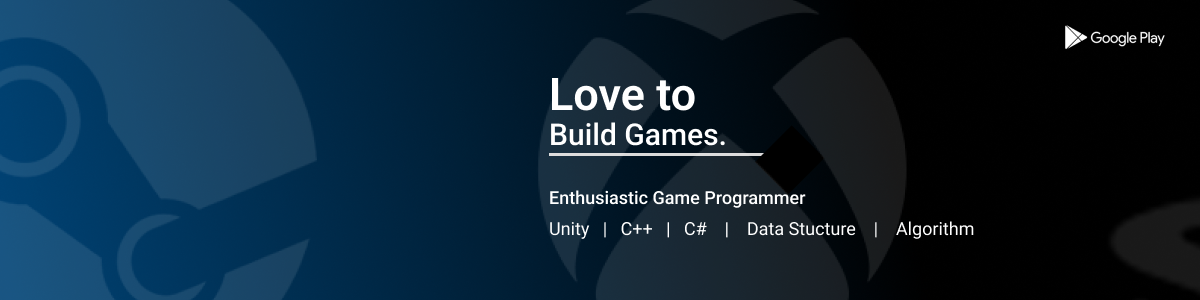 Google Play
Love to
Build Games.
Enthusiastic Game Programmer
Unity | C++ | C# | Data Stucture | Algorithm